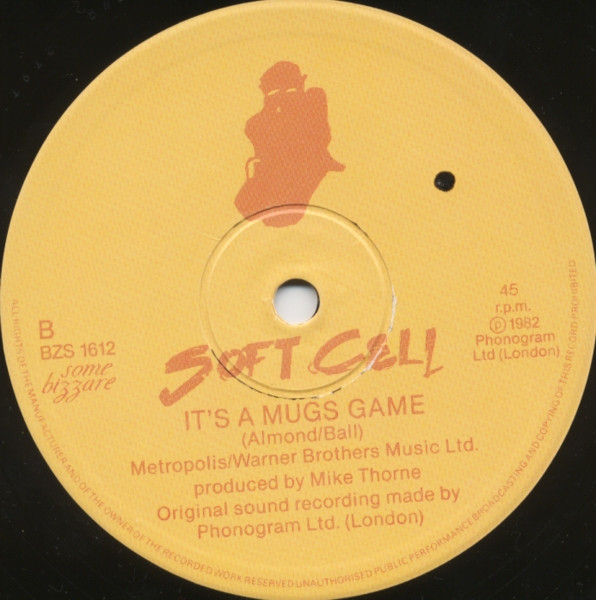 B
BZS 1612
some
bizzare
45
r.p.m.
Ⓟ 1982
Phonogram
Ltd (London)
SOFT CELL
IT'S A MUGS GAME
(Almond/Ball)
Metropolis/Warner Brothers Music Ltd.
produced by Mike Thorne
Original sound recording made by
Phonogram Ltd. (London)
ALL RIGHTS OF THE MANUFACTURER AND OF THE OWNER OF THE RECORDED WORK RESERVED UNAUTHORISED PUBLIC PERFORMANCE BROADCASTING AND COPYING OF THIS RECORD PROHIBITED